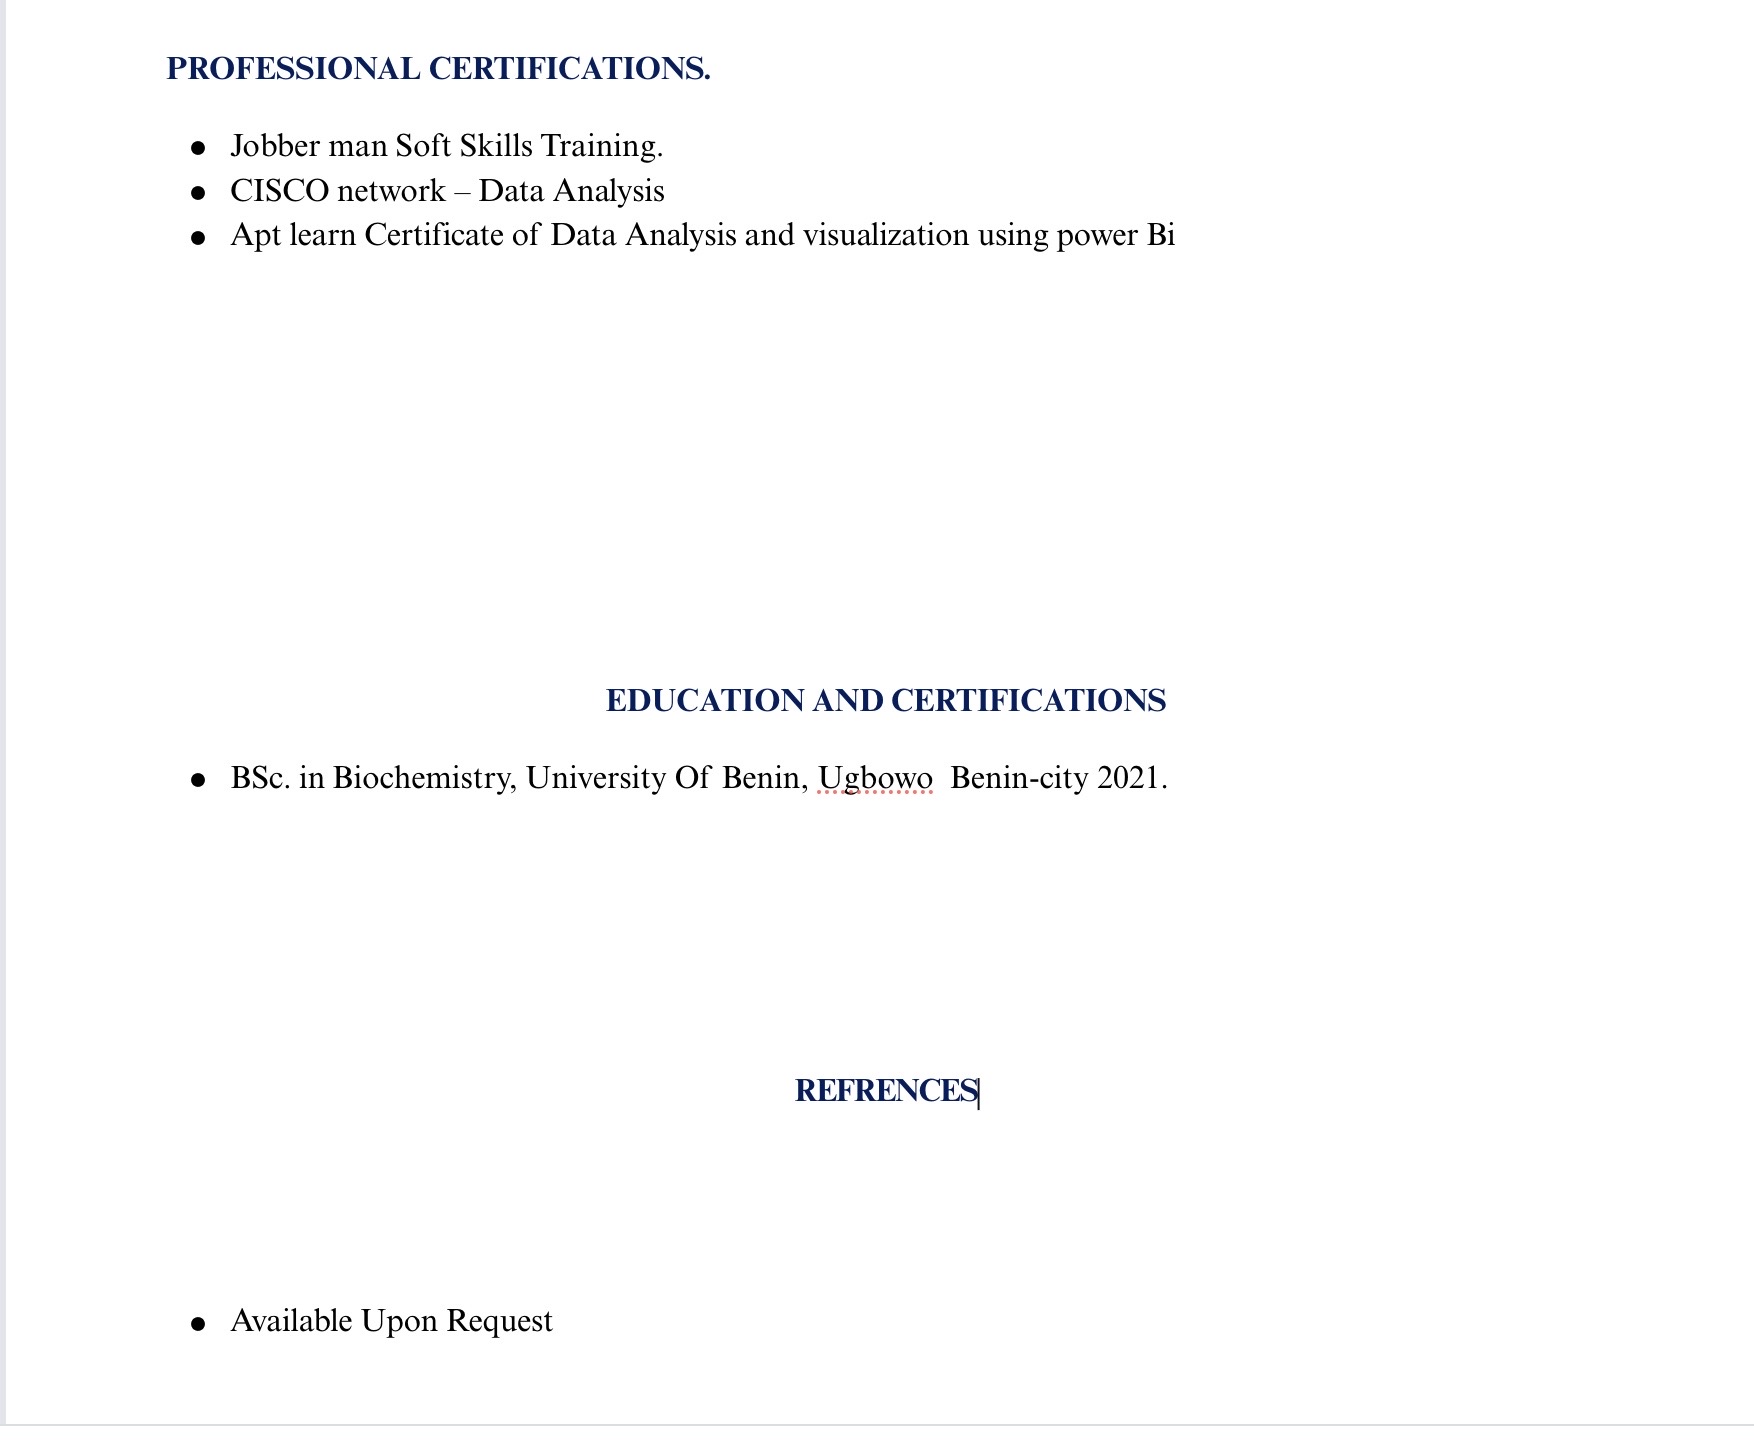 PROFESSIONAL CERTIFICATIONS.
● Jobber man Soft Skills Training.
● CISCO network – Data Analysis
● Apt learn Certificate of Data Analysis and visualization using power Bi
EDUCATION AND CERTIFICATIONS
● BSc. in Biochemistry, University Of Benin, Ugbowo  Benin-city 2021.
REFRENCES
● Available Upon Request